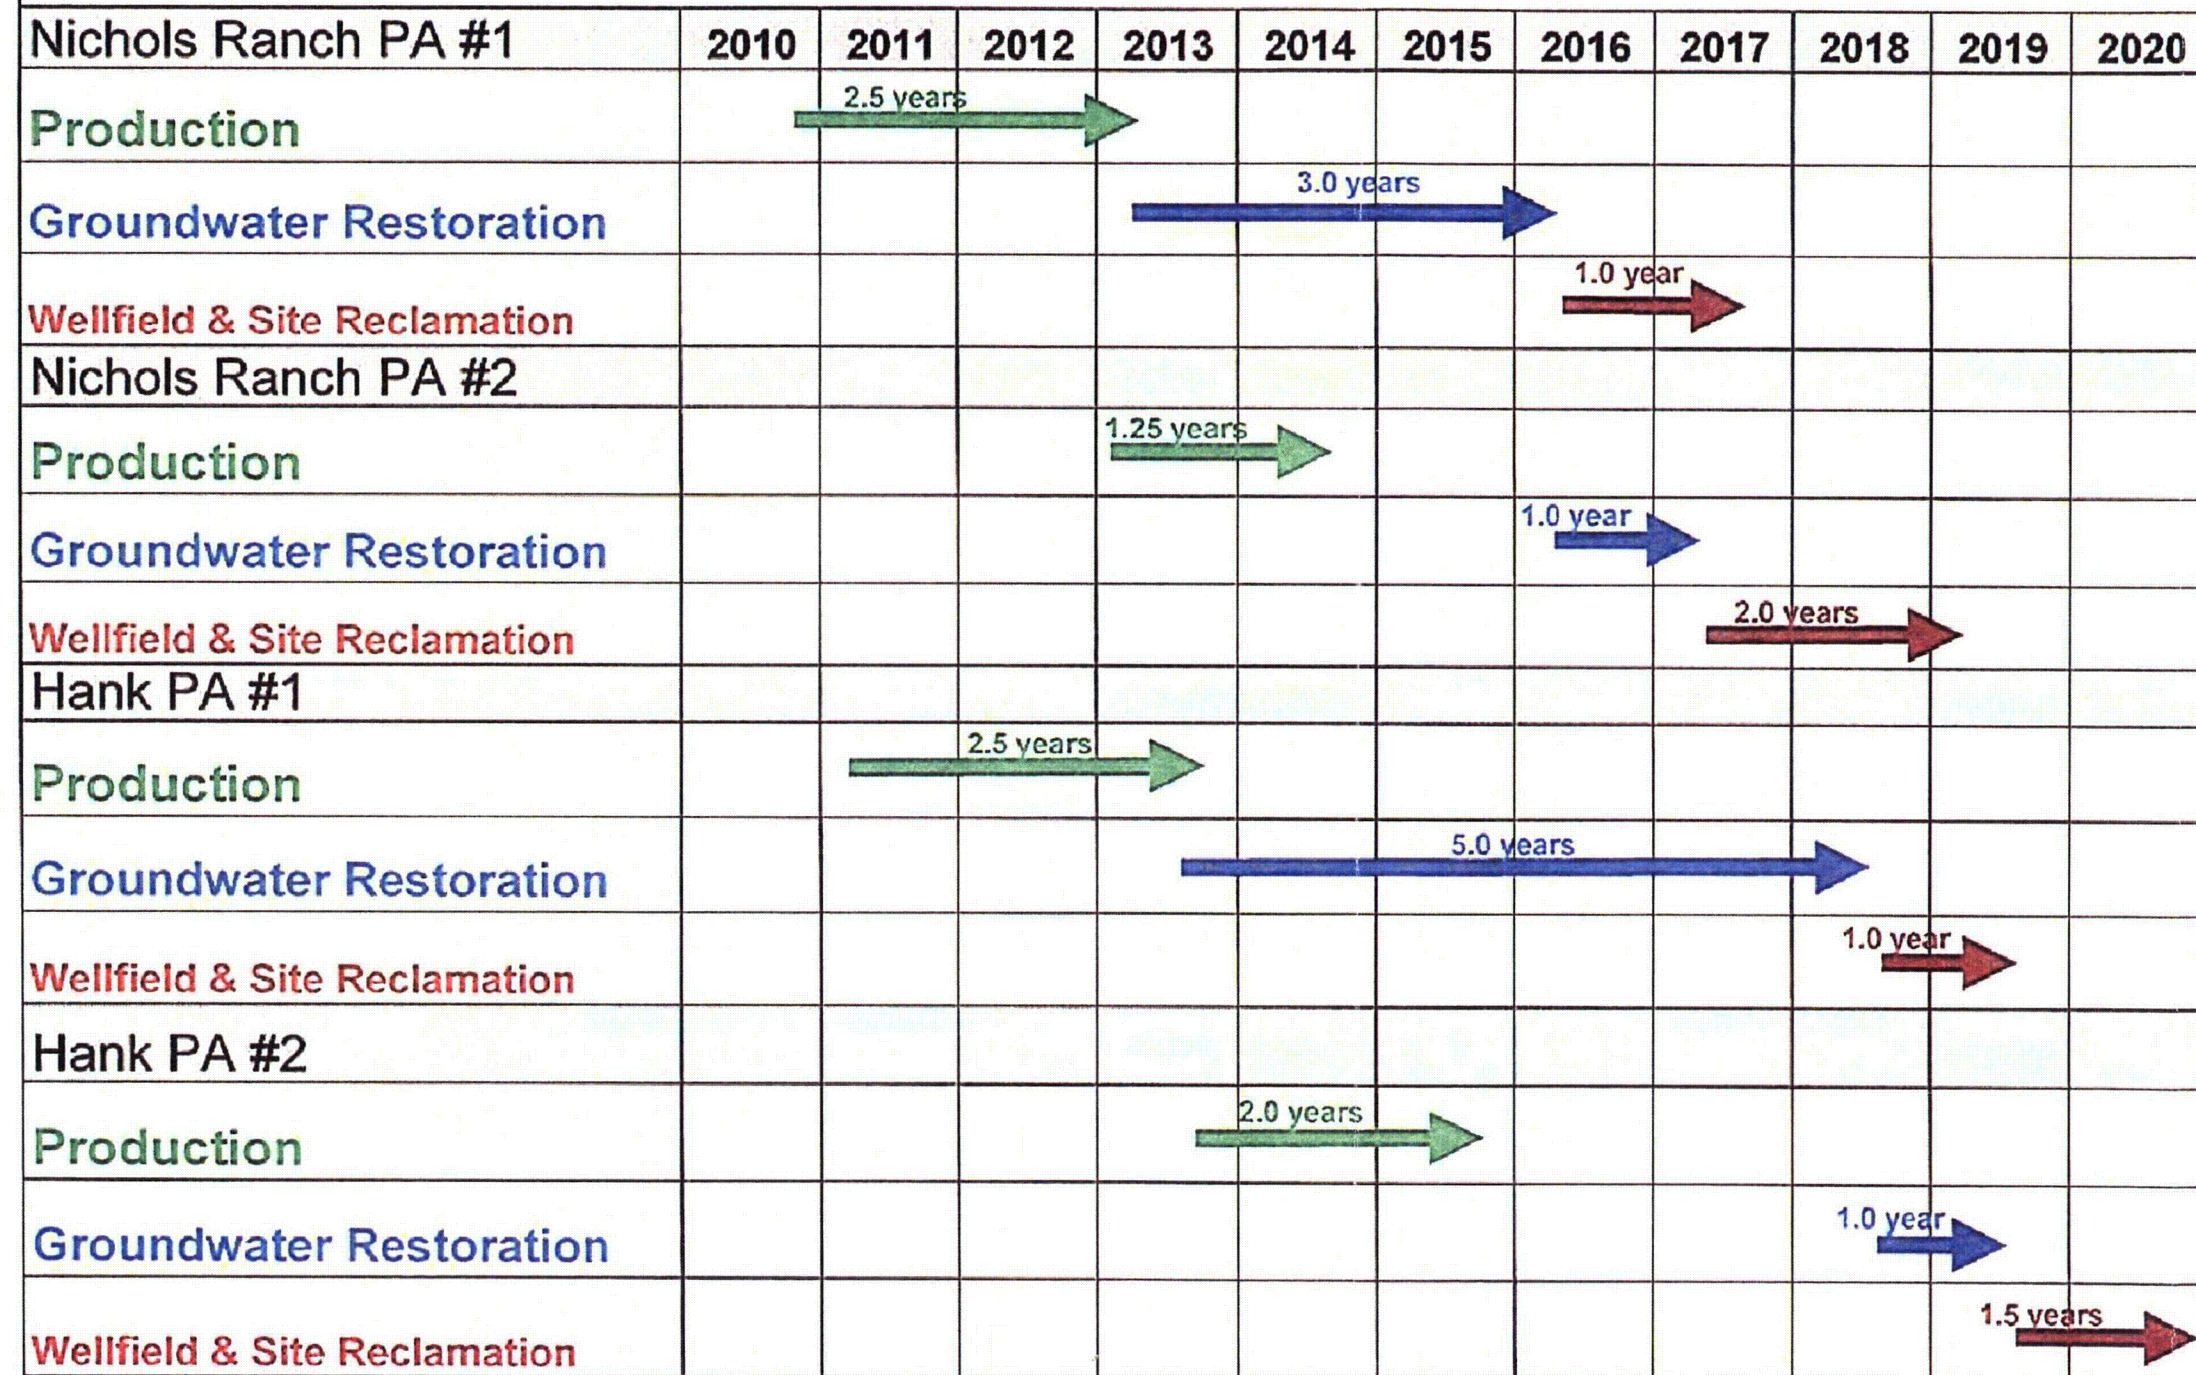 Nichols Ranch PA #1 2010 2011 2012 2013 2014 2015 2016 2017 2018 2019 2020
2.5 years
Production
3.0 years
Groundwater Restoration
1.0 year
Wellfield & Site Reclamation
Nichols Ranch PA #2
1.25 years
Production
1.0 year
Groundwater Restoration
2.0 years
Wellfield & Site Reclamation
Hank PA #1
2.5 years
Production
5.0 years
Groundwater Restoration
1.0 year
Wellfield & Site Reclamation
Hank PA #2
2.0 years
Production
1.0 year
Groundwater Restoration
1.5 years
Wellfield & Site Reclamation